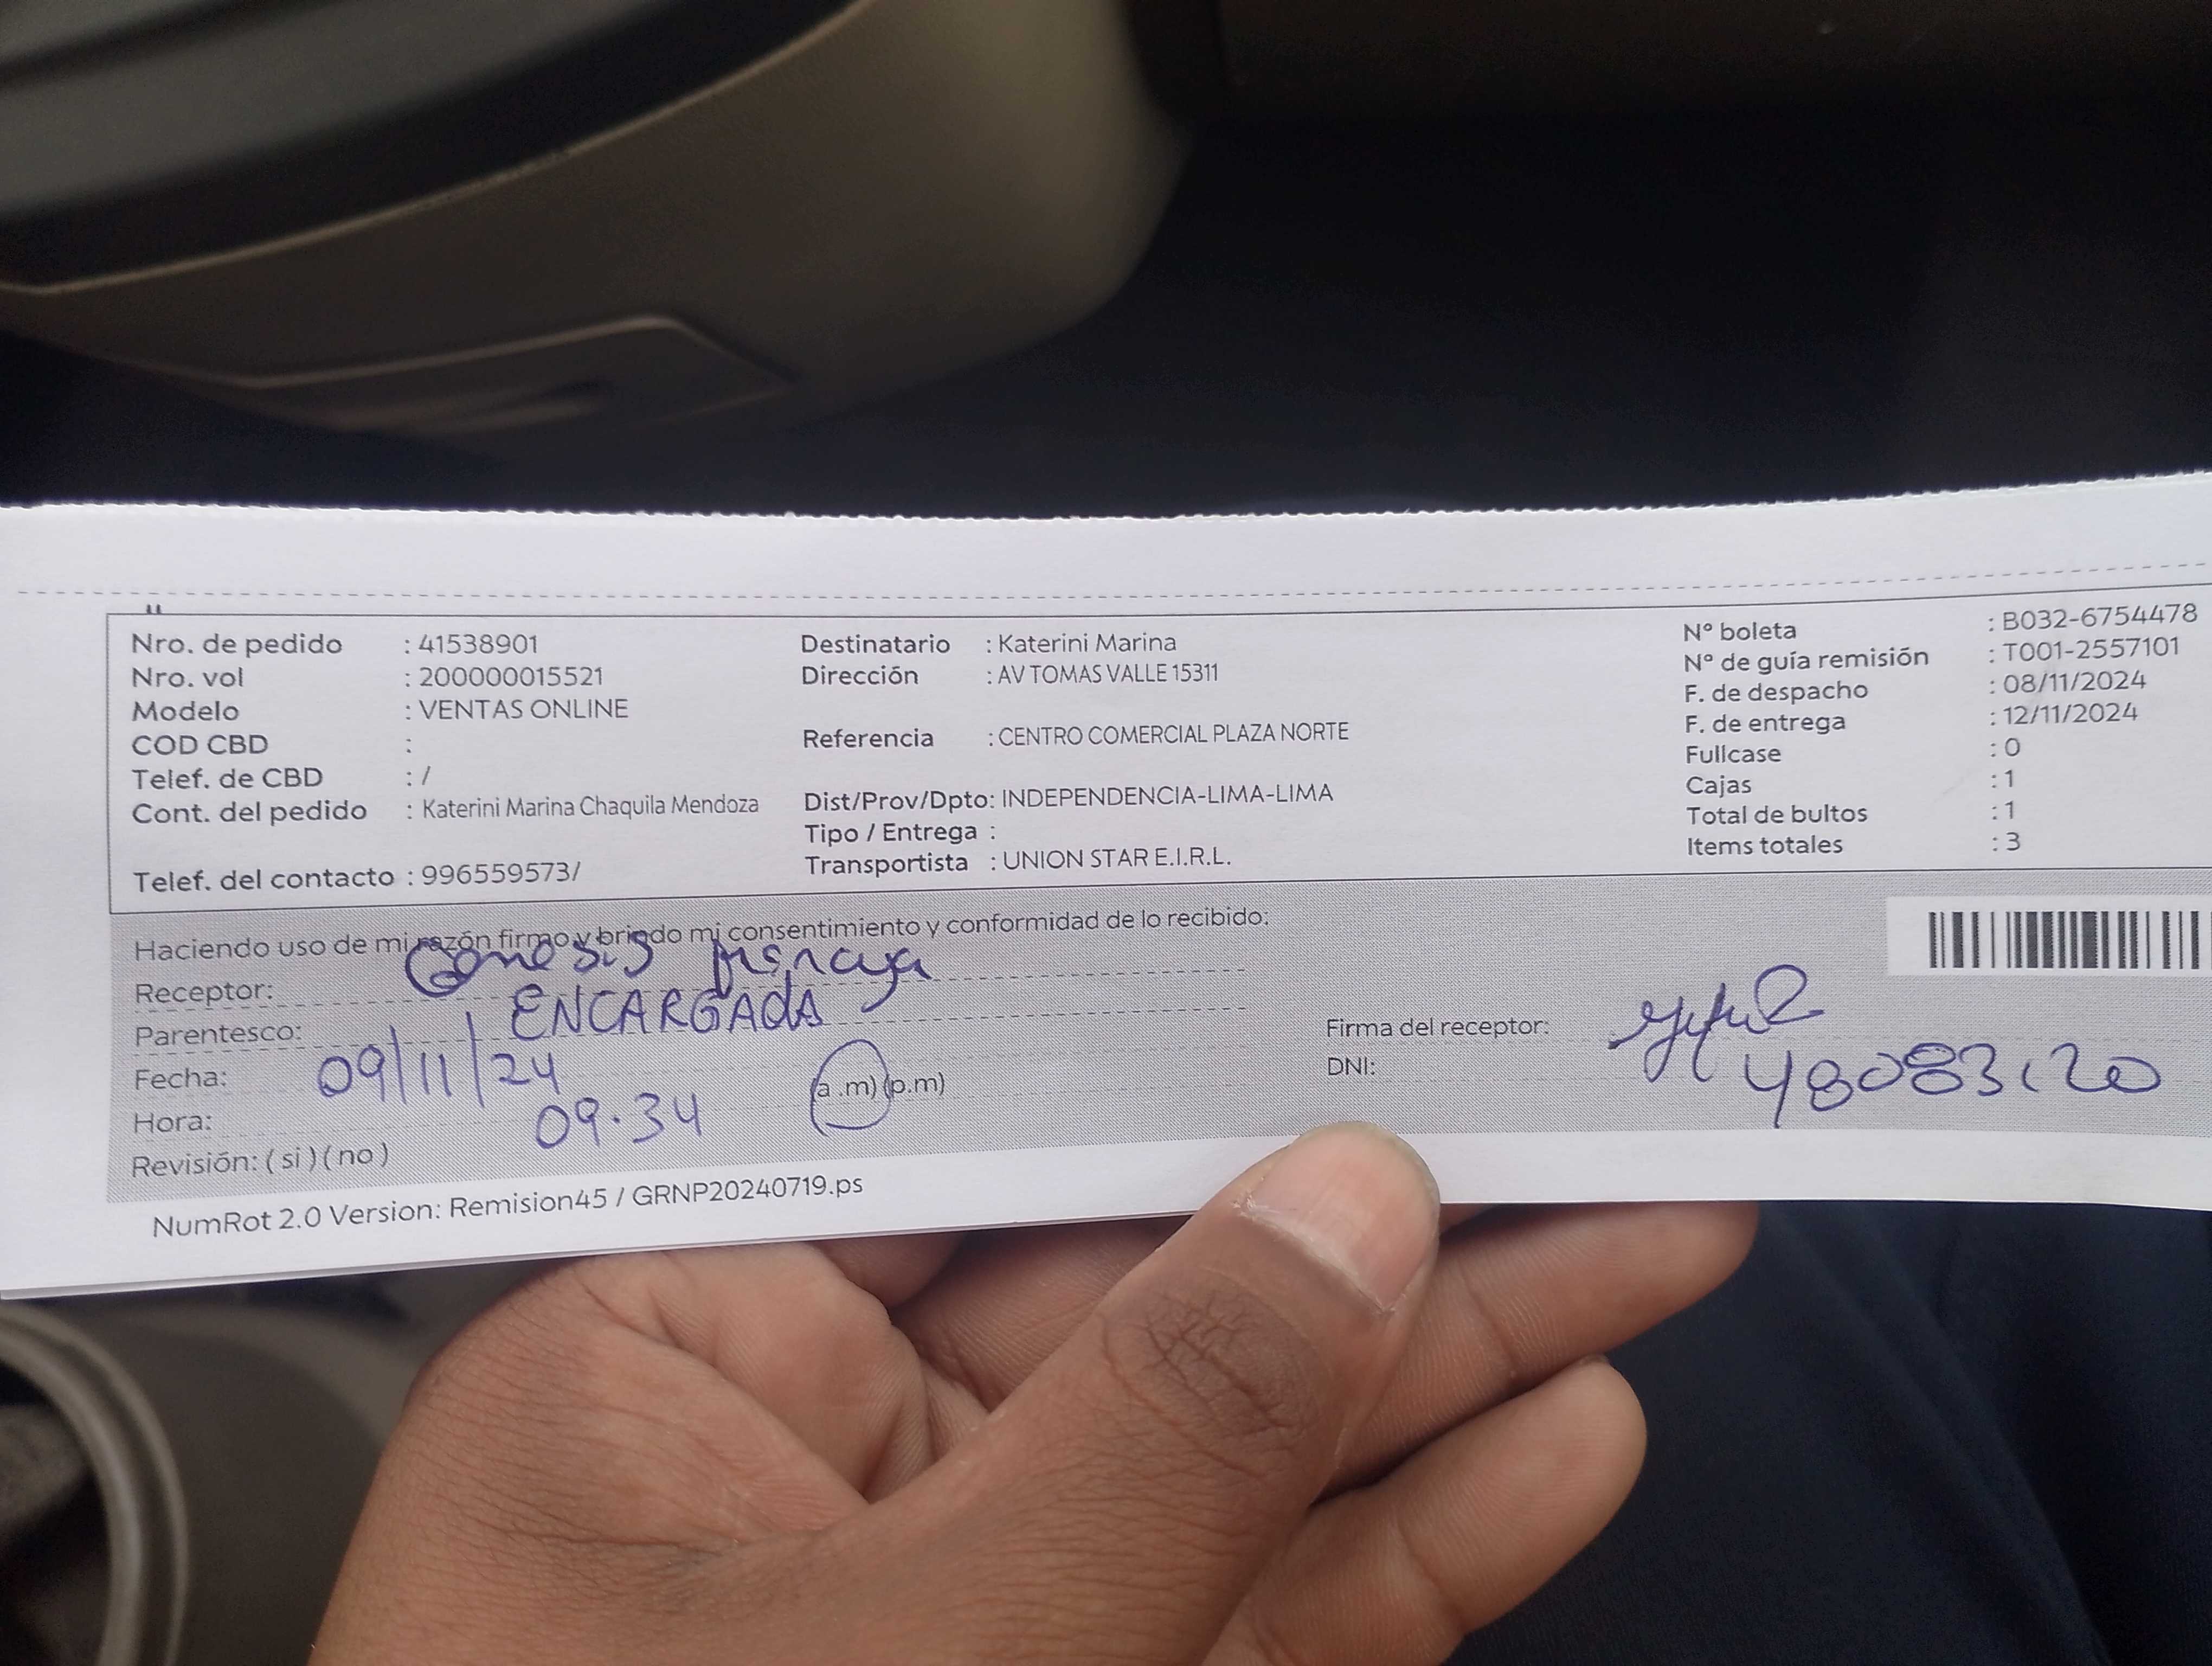 Nro. de pedido : 41538901
Nro. vol : 200000015521
Modelo : VENTAS ONLINE
COD CBD :
Telef. de CBD : /
Cont. del pedido : Katerini Marina Chaquila Mendoza
Telef. del contacto : 996559573/
Destinatario : Katerini Marina
Dirección : AV TOMAS VALLE 15311
Referencia : CENTRO COMERCIAL PLAZA NORTE
Dist/Prov/Dpto: INDEPENDENCIA-LIMA-LIMA
Tipo / Entrega :
Transportista : UNION STAR E.I.R.L.
N° boleta : B032-6754478
N° de guía remisión : T001-2557101
F. de despacho : 08/11/2024
F. de entrega : 12/11/2024
Fullcase : 0
Cajas : 1
Total de bultos : 1
Items totales : 3
Haciendo uso de mi razón firmo y brindo mi consentimiento y conformidad de lo recibido:
Receptor: Genesis
Parentesco: ENCARGADA
Fecha: 09/11/24
Hora: 09.34 (a .m) (p.m)
Revisión: ( si ) ( no )
Firma del receptor:
DNI:
NumRot 2.0 Version: Remision45 / GRNP20240719.ps